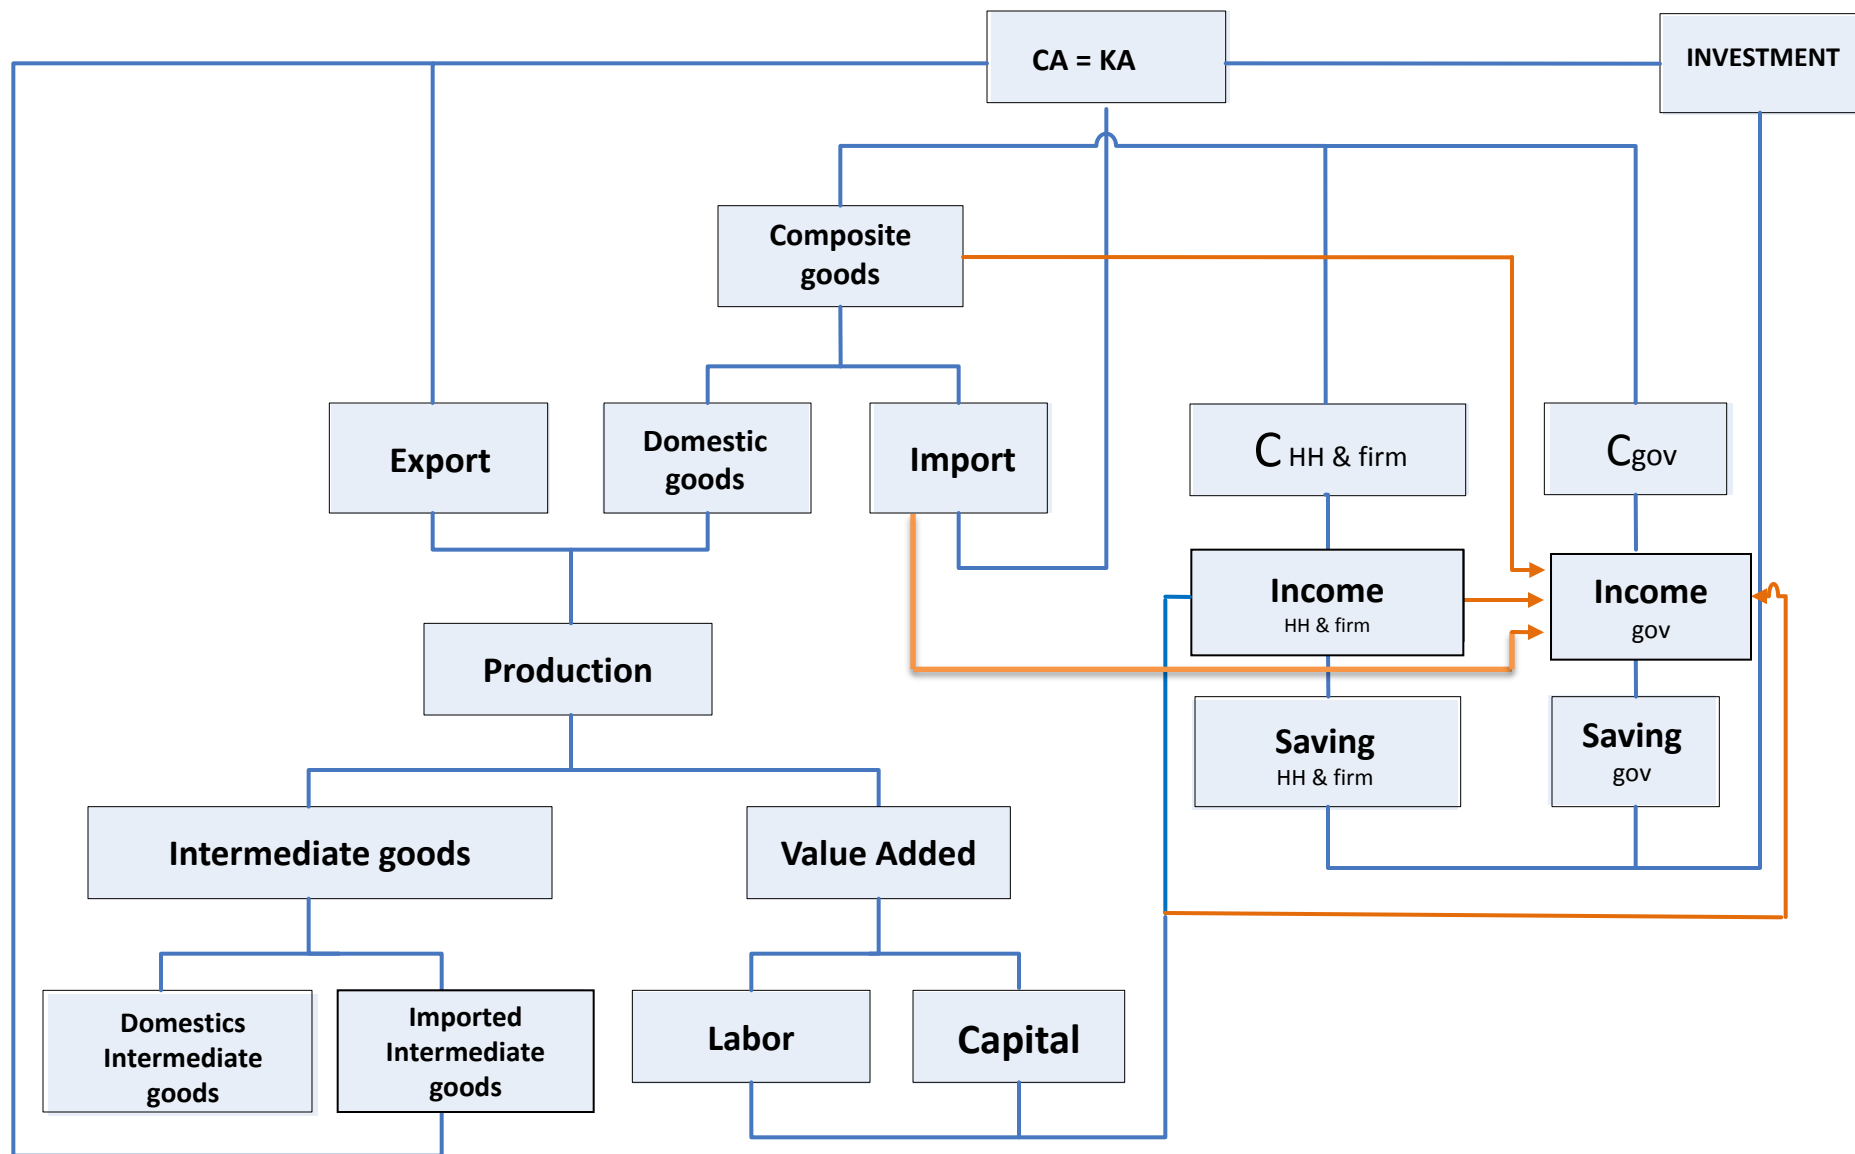 CA = KA
INVESTMENT
Composite
goods
Export
Domestic
goods
Import
C HH & firm
Cgov
Income
HH & firm
Income
gov
Production
Saving
HH & firm
Saving
gov
Intermediate goods
Value Added
Domestics
Intermediate
goods
Imported
Intermediate
goods
Labor
Capital